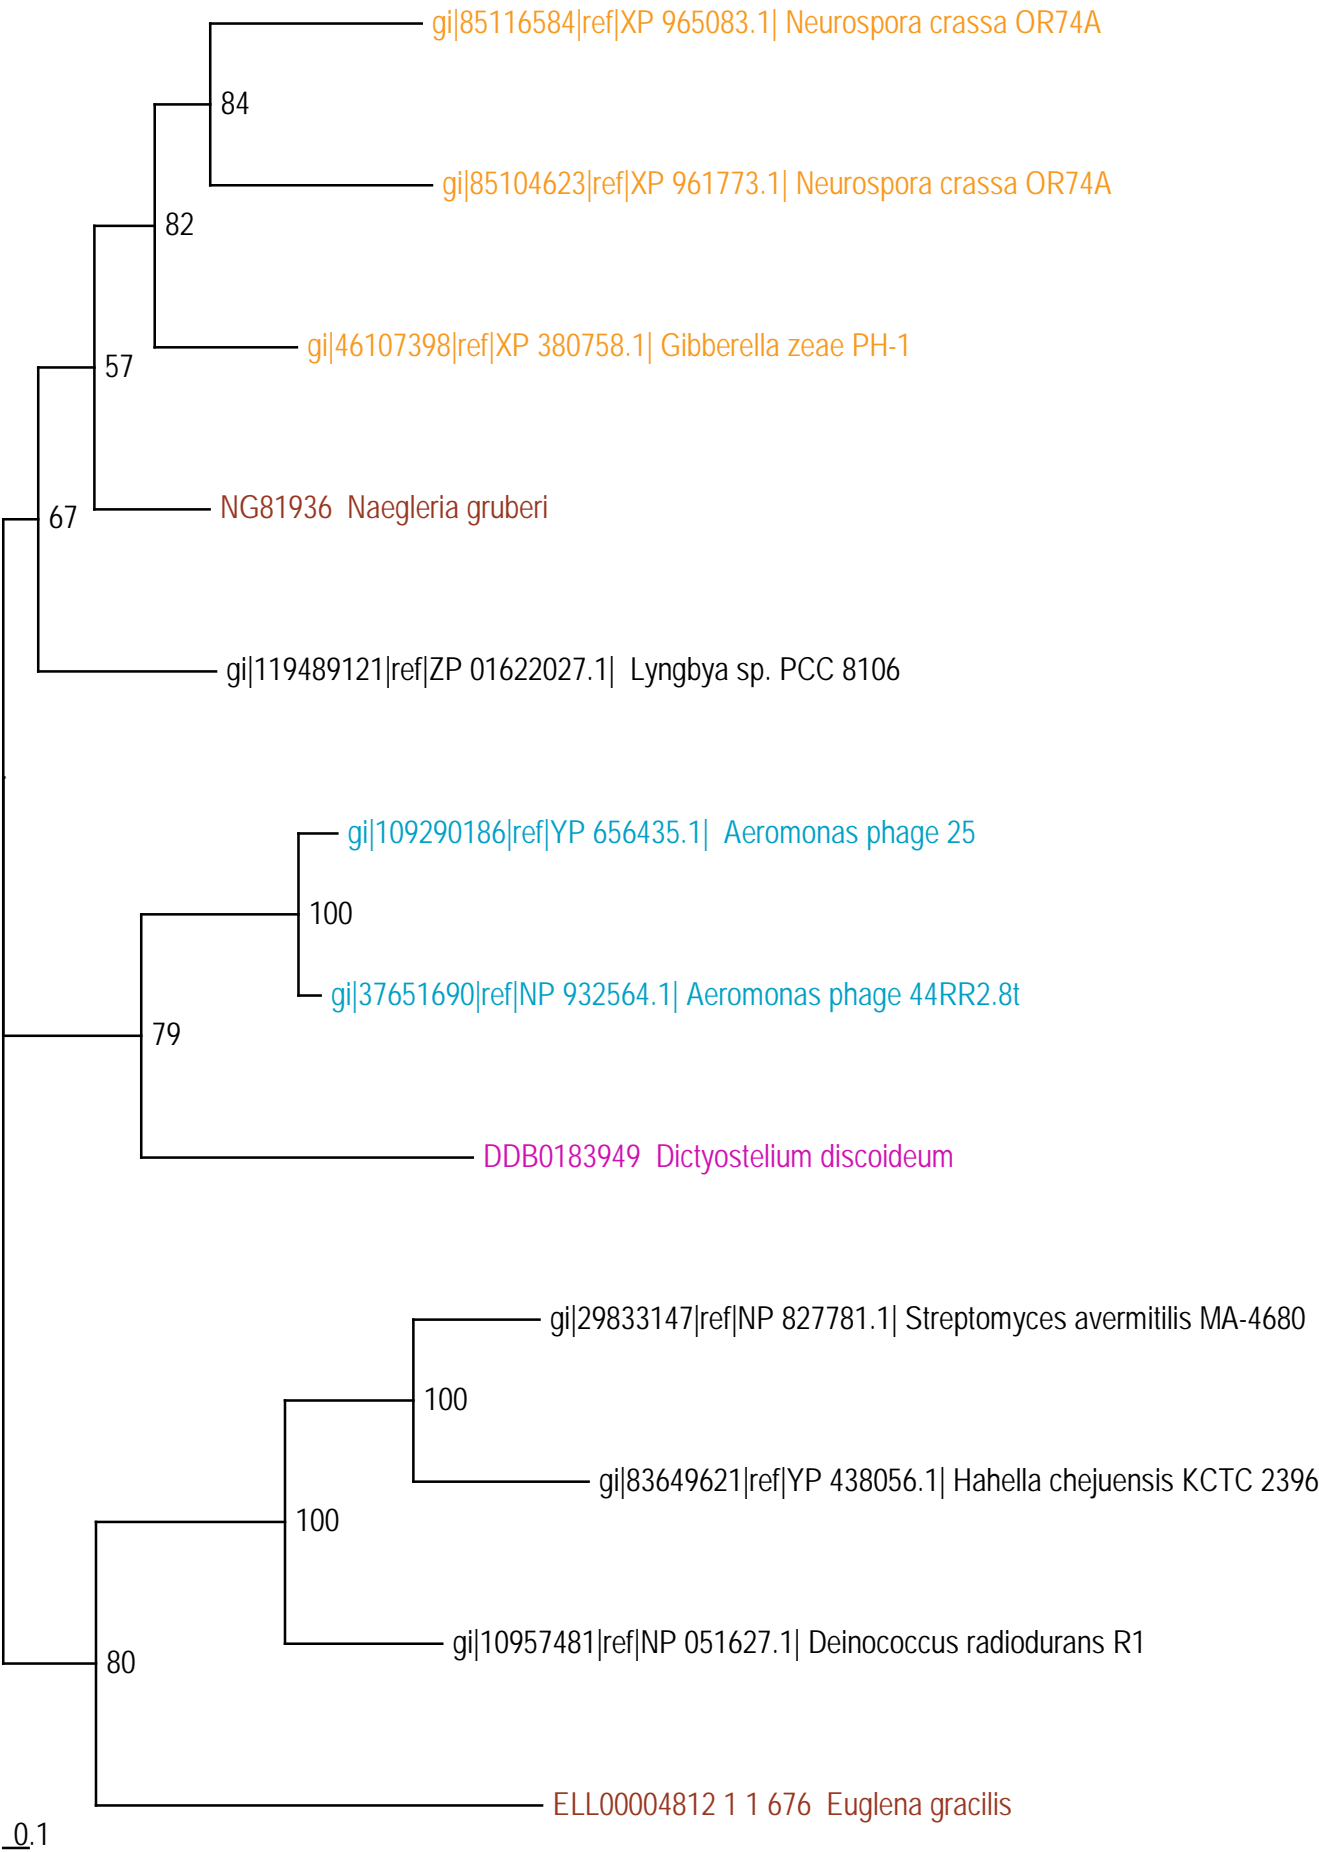 gi|85116584|ref|XP 965083.1| Neurospora crassa OR74A
84
gi|85104623|ref|XP 961773.1| Neurospora crassa OR74A
82
gi|46107398|ref|XP 380758.1| Gibberella zeae PH-1
57
NG81936  Naegleria gruberi
67
gi|119489121|ref|ZP 01622027.1|  Lyngbya sp. PCC 8106
gi|109290186|ref|YP 656435.1|  Aeromonas phage 25
100
gi|37651690|ref|NP 932564.1| Aeromonas phage 44RR2.8t
79
DDB0183949  Dictyostelium discoideum
gi|29833147|ref|NP 827781.1| Streptomyces avermitilis MA-4680
100
gi|83649621|ref|YP 438056.1| Hahella chejuensis KCTC 2396
100
gi|10957481|ref|NP 051627.1| Deinococcus radiodurans R1
80
ELL00004812 1 1 676  Euglena gracilis
0.1